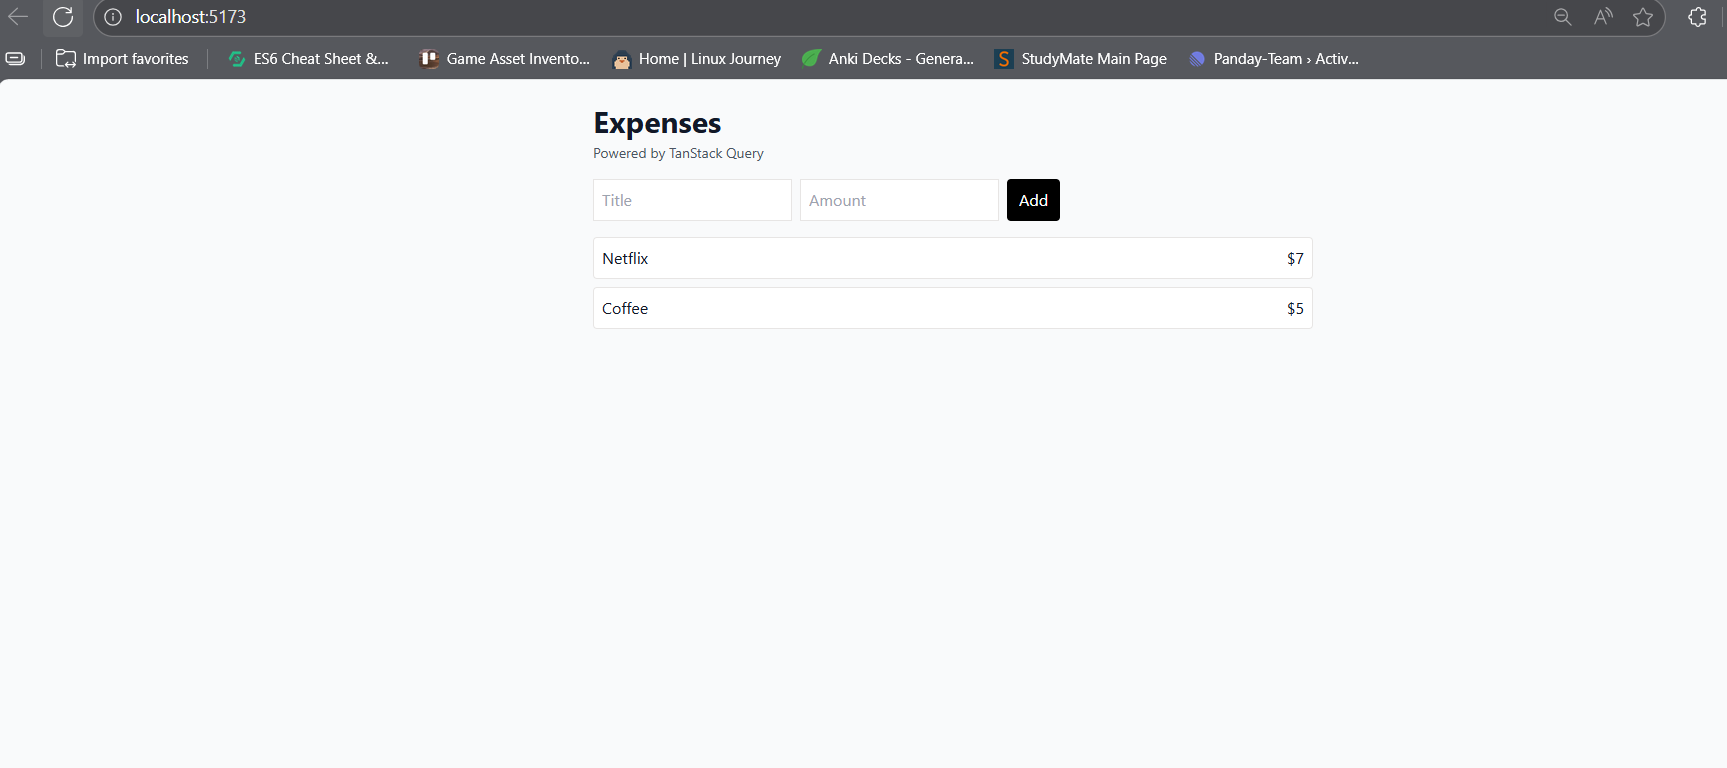 localhost:5173
Import favorites ES6 Cheat Sheet &... Game Asset Invento... Home | Linux Journey Anki Decks - Genera... StudyMate Main Page Panday-Team › Activ...
Expenses
Powered by TanStack Query
Title Amount Add
Netflix $7
Coffee $5